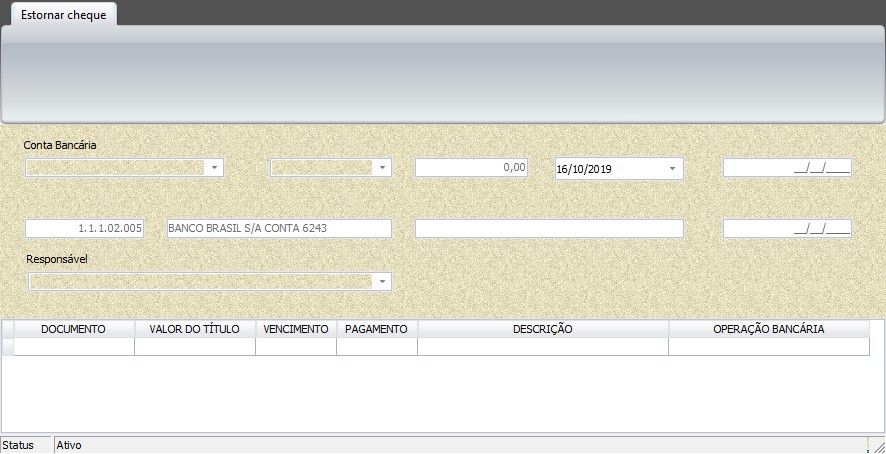 Estornar cheque
Conta Bancária
0,00 16/10/2019 __/__/____
1.1.1.02.005 BANCO BRASIL S/A CONTA 6243 __/__/____
Responsável
DOCUMENTO VALOR DO TÍTULO VENCIMENTO PAGAMENTO DESCRIÇÃO OPERAÇÃO BANCÁRIA
Status Ativo